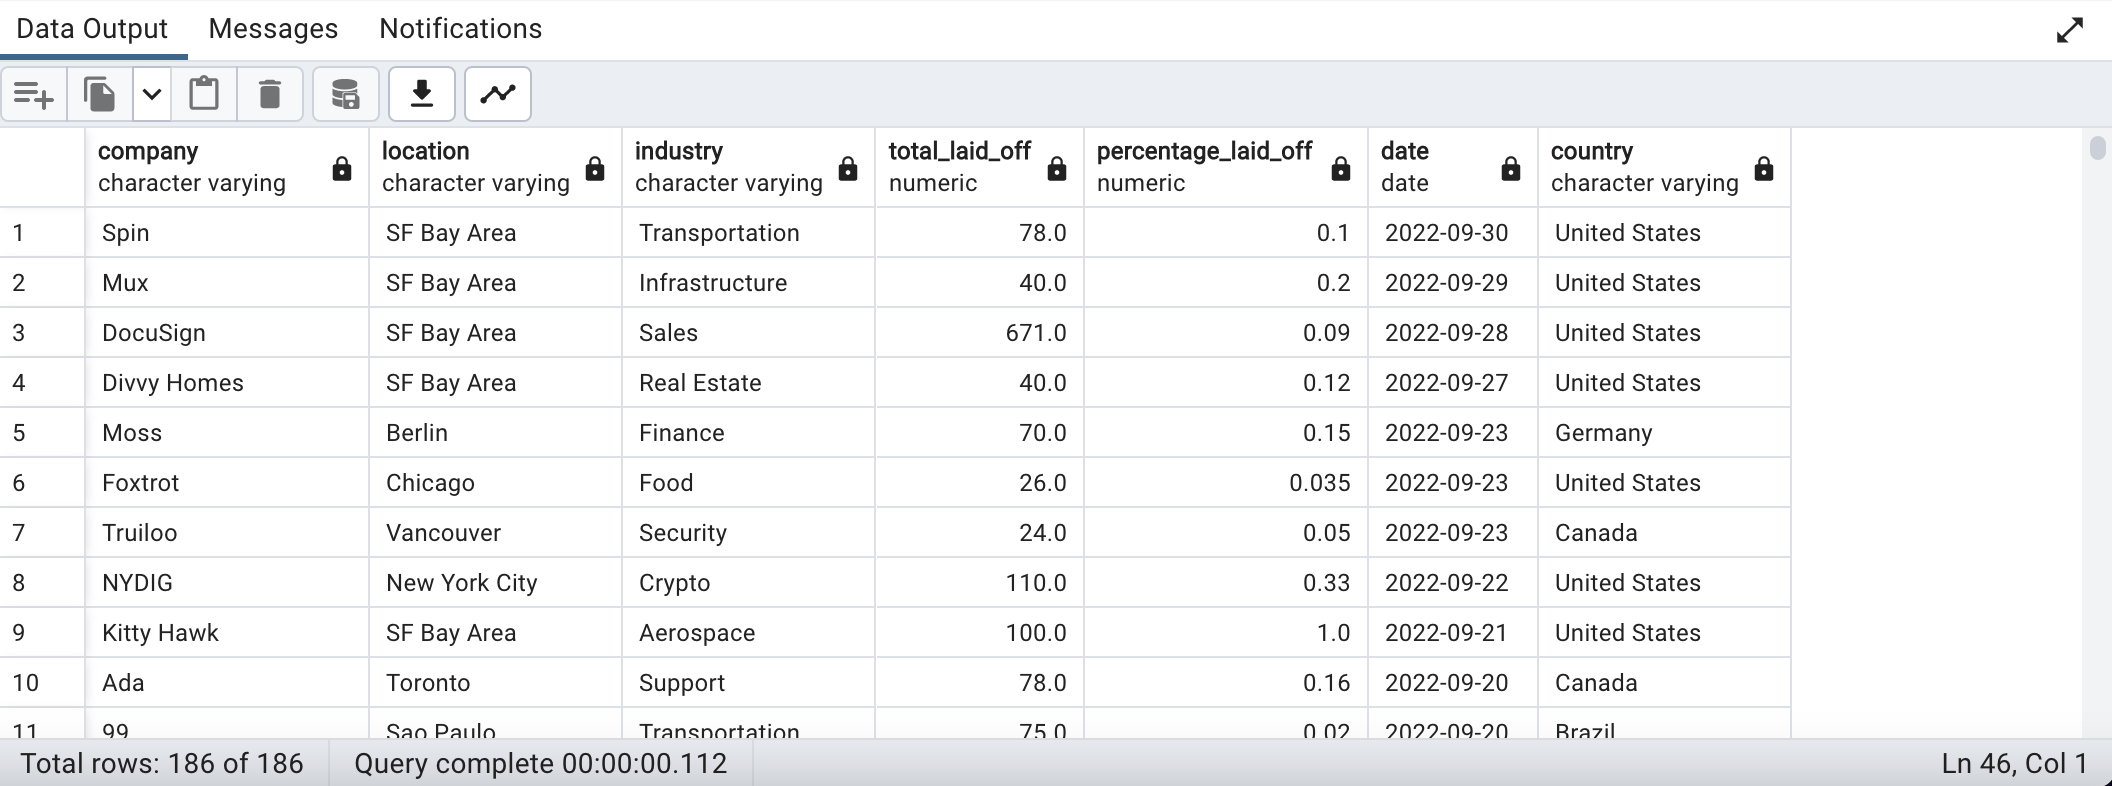 Data Output Messages Notifications
company location industry total_laid_off percentage_laid_off date country
character varying character varying character varying numeric numeric date character varying
1 Spin SF Bay Area Transportation 78.0 0.1 2022-09-30 United States
2 Mux SF Bay Area Infrastructure 40.0 0.2 2022-09-29 United States
3 DocuSign SF Bay Area Sales 671.0 0.09 2022-09-28 United States
4 Divvy Homes SF Bay Area Real Estate 40.0 0.12 2022-09-27 United States
5 Moss Berlin Finance 70.0 0.15 2022-09-23 Germany
6 Foxtrot Chicago Food 26.0 0.035 2022-09-23 United States
7 Truiloo Vancouver Security 24.0 0.05 2022-09-23 Canada
8 NYDIG New York City Crypto 110.0 0.33 2022-09-22 United States
9 Kitty Hawk SF Bay Area Aerospace 100.0 1.0 2022-09-21 United States
10 Ada Toronto Support 78.0 0.16 2022-09-20 Canada
11 99 Sao Paulo Transportation 75.0 0.02 2022-09-20 Brazil
Total rows: 186 of 186 Query complete 00:00:00.112 Ln 46, Col 1